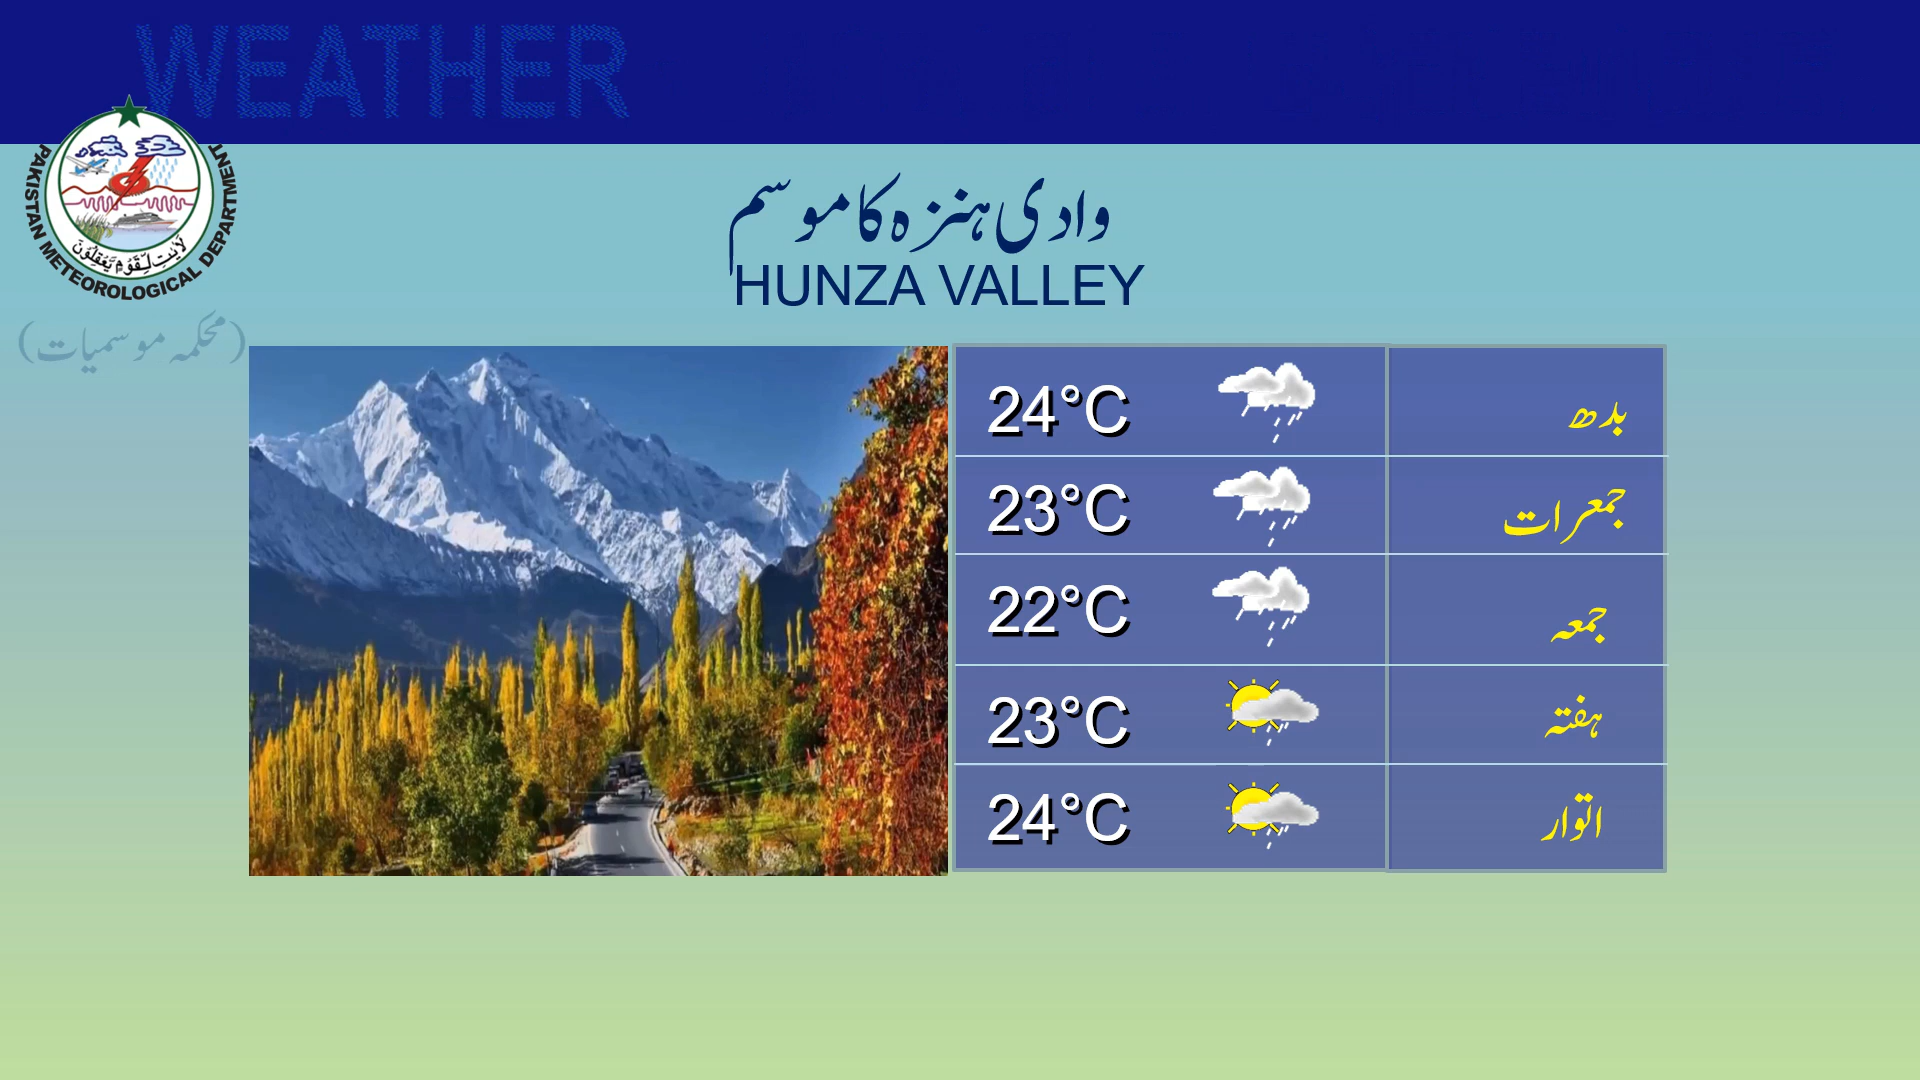 WEATHER
PAKISTAN METEOROLOGICAL DEPARTMENT
لَاٰيٰتٍ لِّقَوْمٍ يَّعْقِلُوْنَ
(محکمہ موسمیات)
وادی ہنزہ کا موسم
HUNZA VALLEY
24°C بدھ
23°C جمعرات
22°C جمعہ
23°C ہفتہ
24°C اتوار